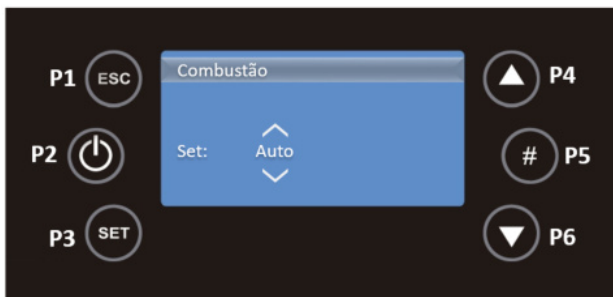 Combustão
P1 ESC
P4
P2
Set: Auto
# P5
P3 SET
P6